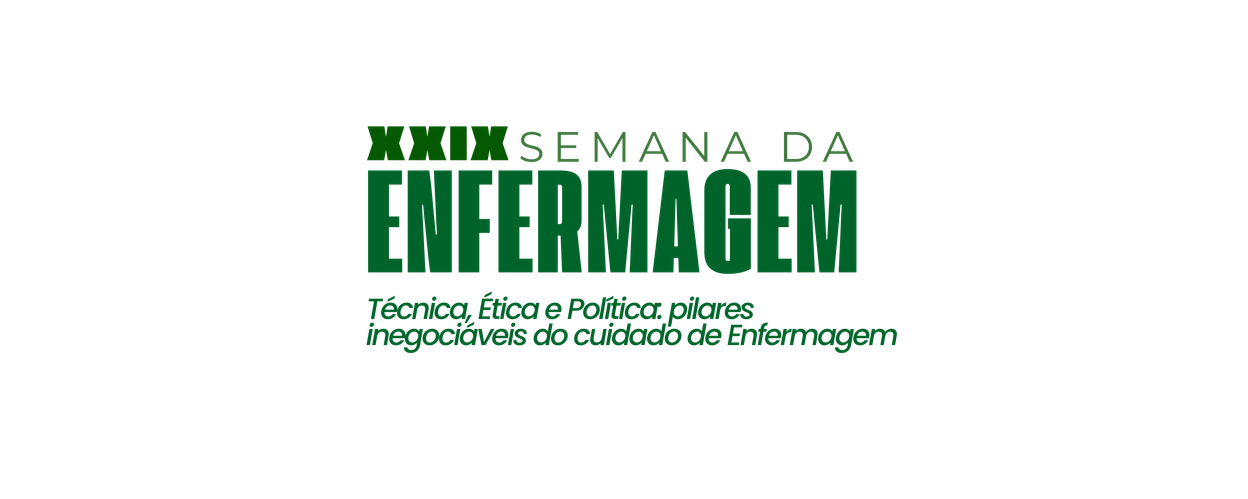 XXIX SEMANA DA
ENFERMAGEM
Técnica, Ética e Política: pilares
inegociáveis do cuidado de Enfermagem